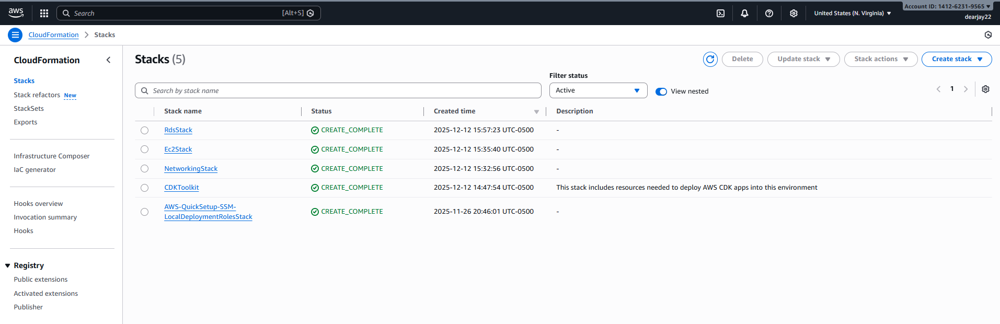 aws
Search
[Alt+S]
United States (N. Virginia)
Account ID: 1412-6231-9565
dearjay22
CloudFormation
Stacks
CloudFormation
Stacks
Stack refactors New
StackSets
Exports
Infrastructure Composer
IaC generator
Hooks overview
Invocation summary
Hooks
Registry
Public extensions
Activated extensions
Publisher
Stacks (5)
Delete
Update stack
Stack actions
Create stack
Filter status
Search by stack name
Active
View nested
1
Stack name Status Created time Description
RdsStack CREATE_COMPLETE 2025-12-12 15:57:23 UTC-0500 -
Ec2Stack CREATE_COMPLETE 2025-12-12 15:35:40 UTC-0500 -
NetworkingStack CREATE_COMPLETE 2025-12-12 15:32:56 UTC-0500 -
CDKToolkit CREATE_COMPLETE 2025-12-12 14:47:54 UTC-0500 This stack includes resources needed to deploy AWS CDK apps into this environment
AWS-QuickSetup-SSM-
LocalDeploymentRolesStack CREATE_COMPLETE 2025-11-26 20:46:01 UTC-0500 -